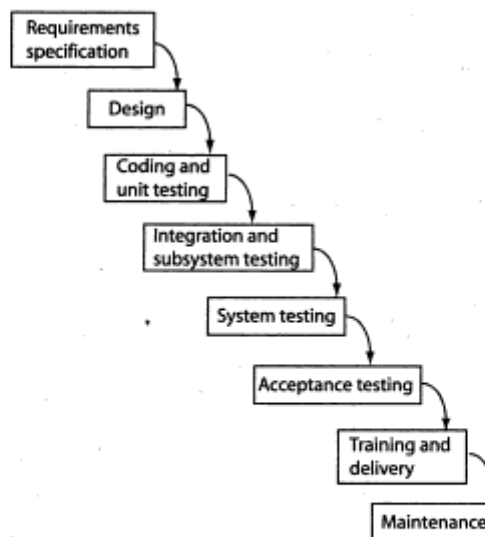 Requirements
specification
Design
Coding and
unit testing
Integration and
subsystem testing
System testing
Acceptance testing
Training and
delivery
Maintenance